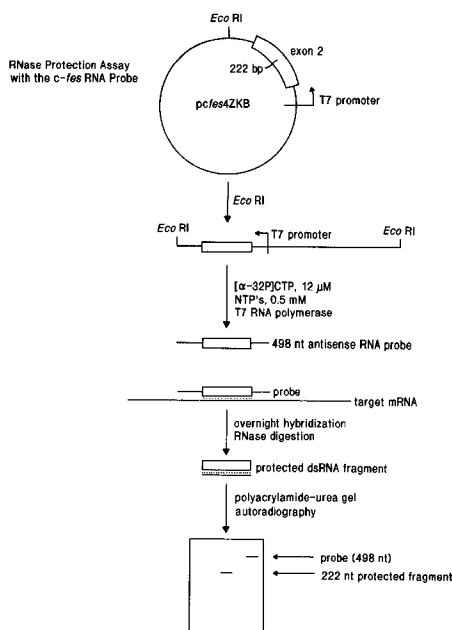 Eco RI
RNase Protection Assay
with the c-fes RNA Probe
exon 2
222 bp
T7 promoter
pcfes4ZKB
Eco RI
Eco RI
T7 promoter
Eco RI
[α-32P]CTP, 12 μM
NTP's, 0.5 mM
T7 RNA polymerase
498 nt antisense RNA probe
probe
target mRNA
overnight hybridization
RNase digestion
protected dsRNA fragment
polyacrylamide-urea gel
autoradiography
probe (498 nt)
222 nt protected fragment